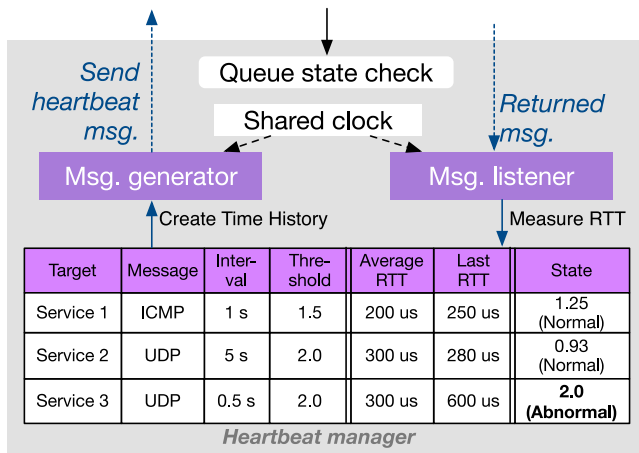 Send
heartbeat
msg.
Queue state check
Shared clock
Returned
msg.
Msg. generator
Msg. listener
Create Time History
Measure RTT
Target Message Inter-val Thre-shold Average RTT Last RTT State
Service 1 ICMP 1 s 1.5 200 us 250 us 1.25 (Normal)
Service 2 UDP 5 s 2.0 300 us 280 us 0.93 (Normal)
Service 3 UDP 0.5 s 2.0 300 us 600 us 2.0 (Abnormal)
Heartbeat manager